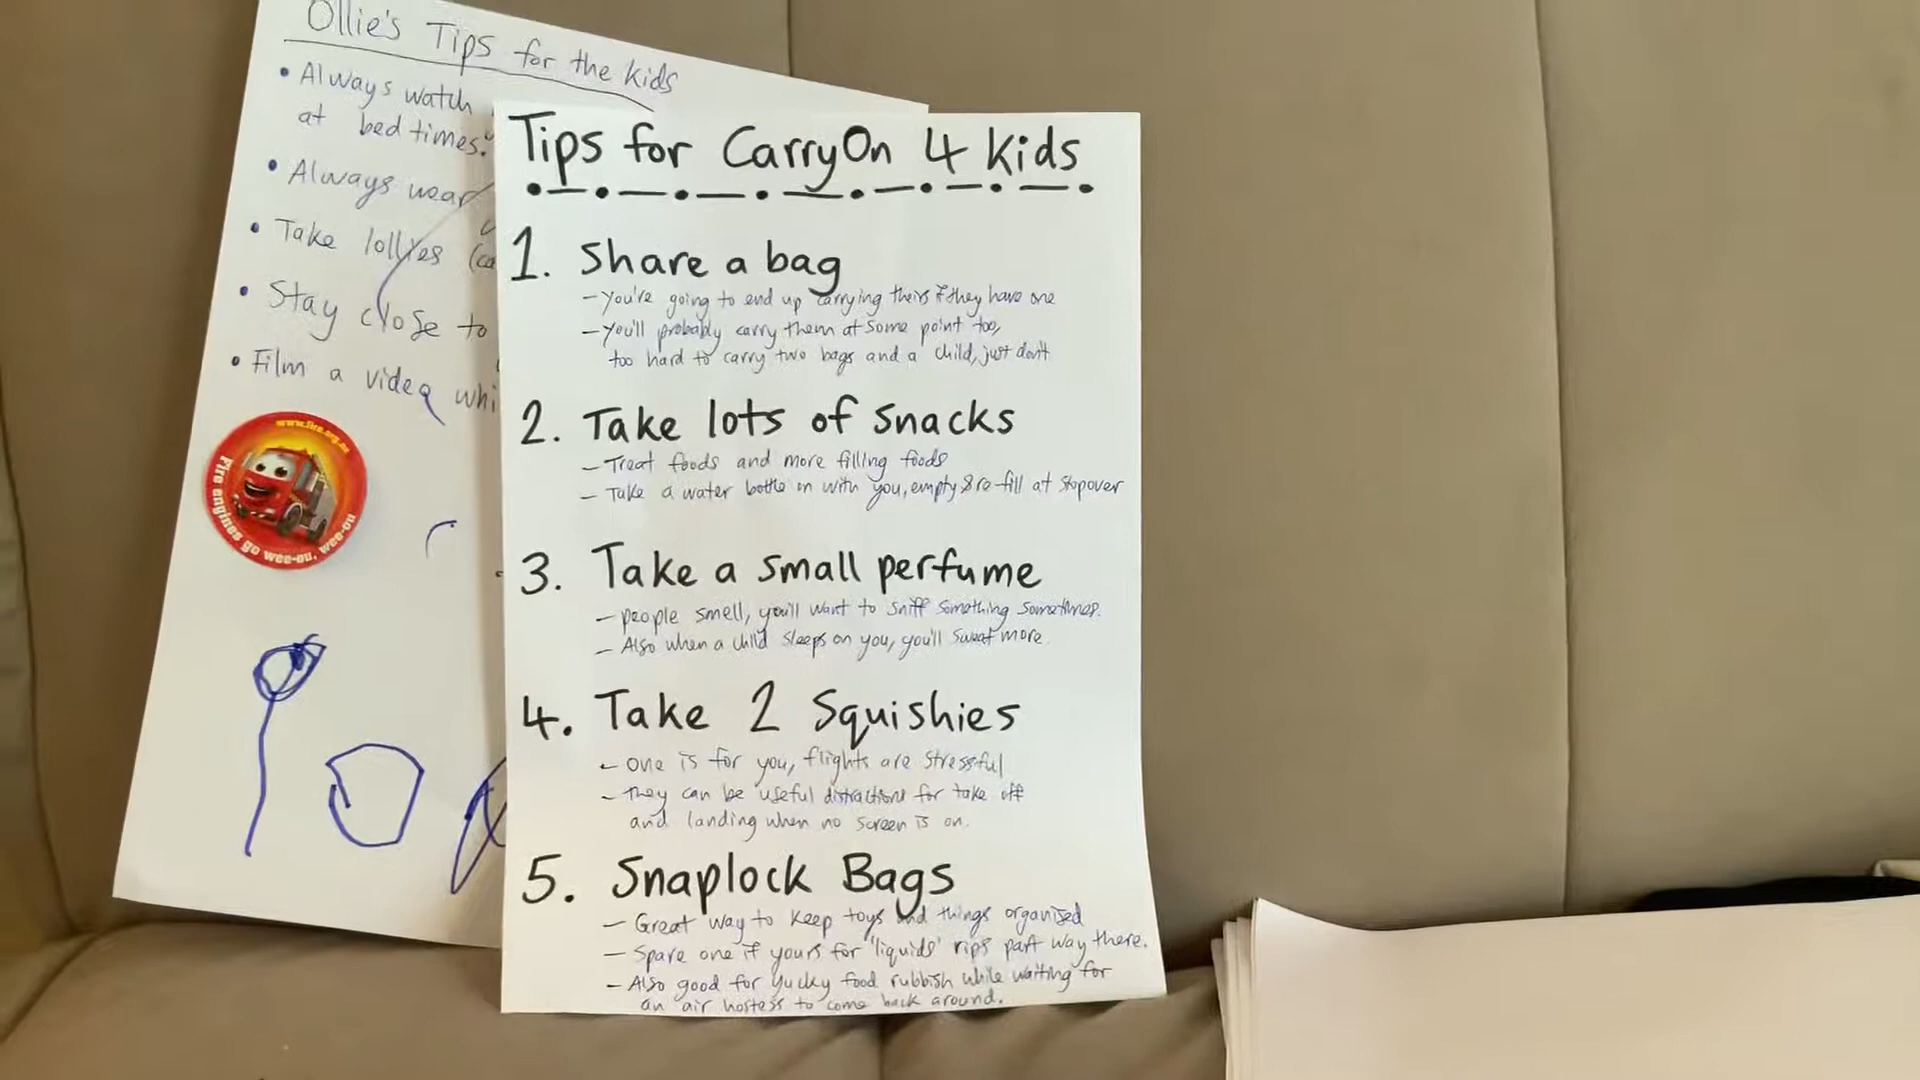 Ollie's Tips for the kids
• Always watch
at bed times.
• Always wear
• Take lollies
• Stay close to
• Film a video
www.fire.org.nz
Fire engines go wee-ou, wee-ou
Tips for CarryOn 4 Kids
1. Share a bag
- You're going to end up carrying theirs if they have one
- You'll probably carry them at some point too,
too hard to carry two bags and a child, just don't
2. Take lots of snacks
- Treat foods and more filling foods
- Take a water bottle on with you, empty & re-fill at stopover
3. Take a small perfume
- people smell, you'll want to sniff something sometimes.
- Also when a child sleeps on you, you'll sweat more.
4. Take 2 Squishies
- One is for you, flights are stressful
- They can be useful distractions for take off
and landing when no screen is on.
5. Snaplock Bags
- Great way to keep toys and things organised
- Spare one if yours for 'liquids' rips part way there.
- Also good for yucky food rubbish while waiting for
an air hostess to come back around.